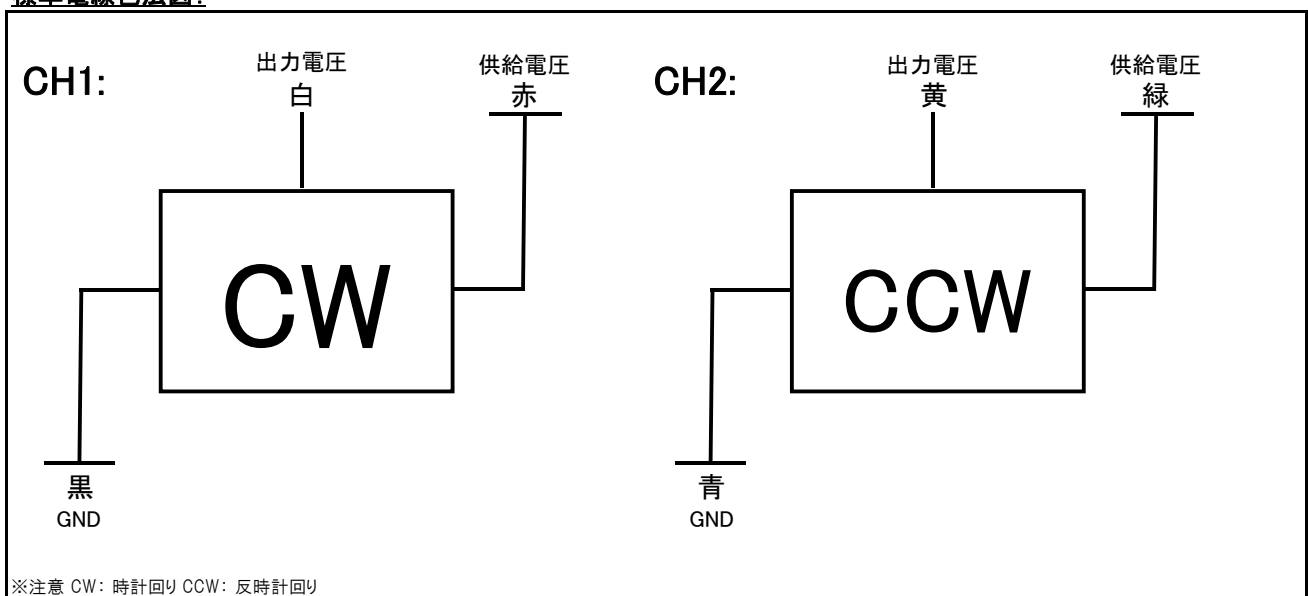 CH1:
出力電圧
白
供給電圧
赤
CW
黒
GND
CH2:
出力電圧
黄
供給電圧
緑
CCW
青
GND
※注意 CW: 時計回り CCW: 反時計回り